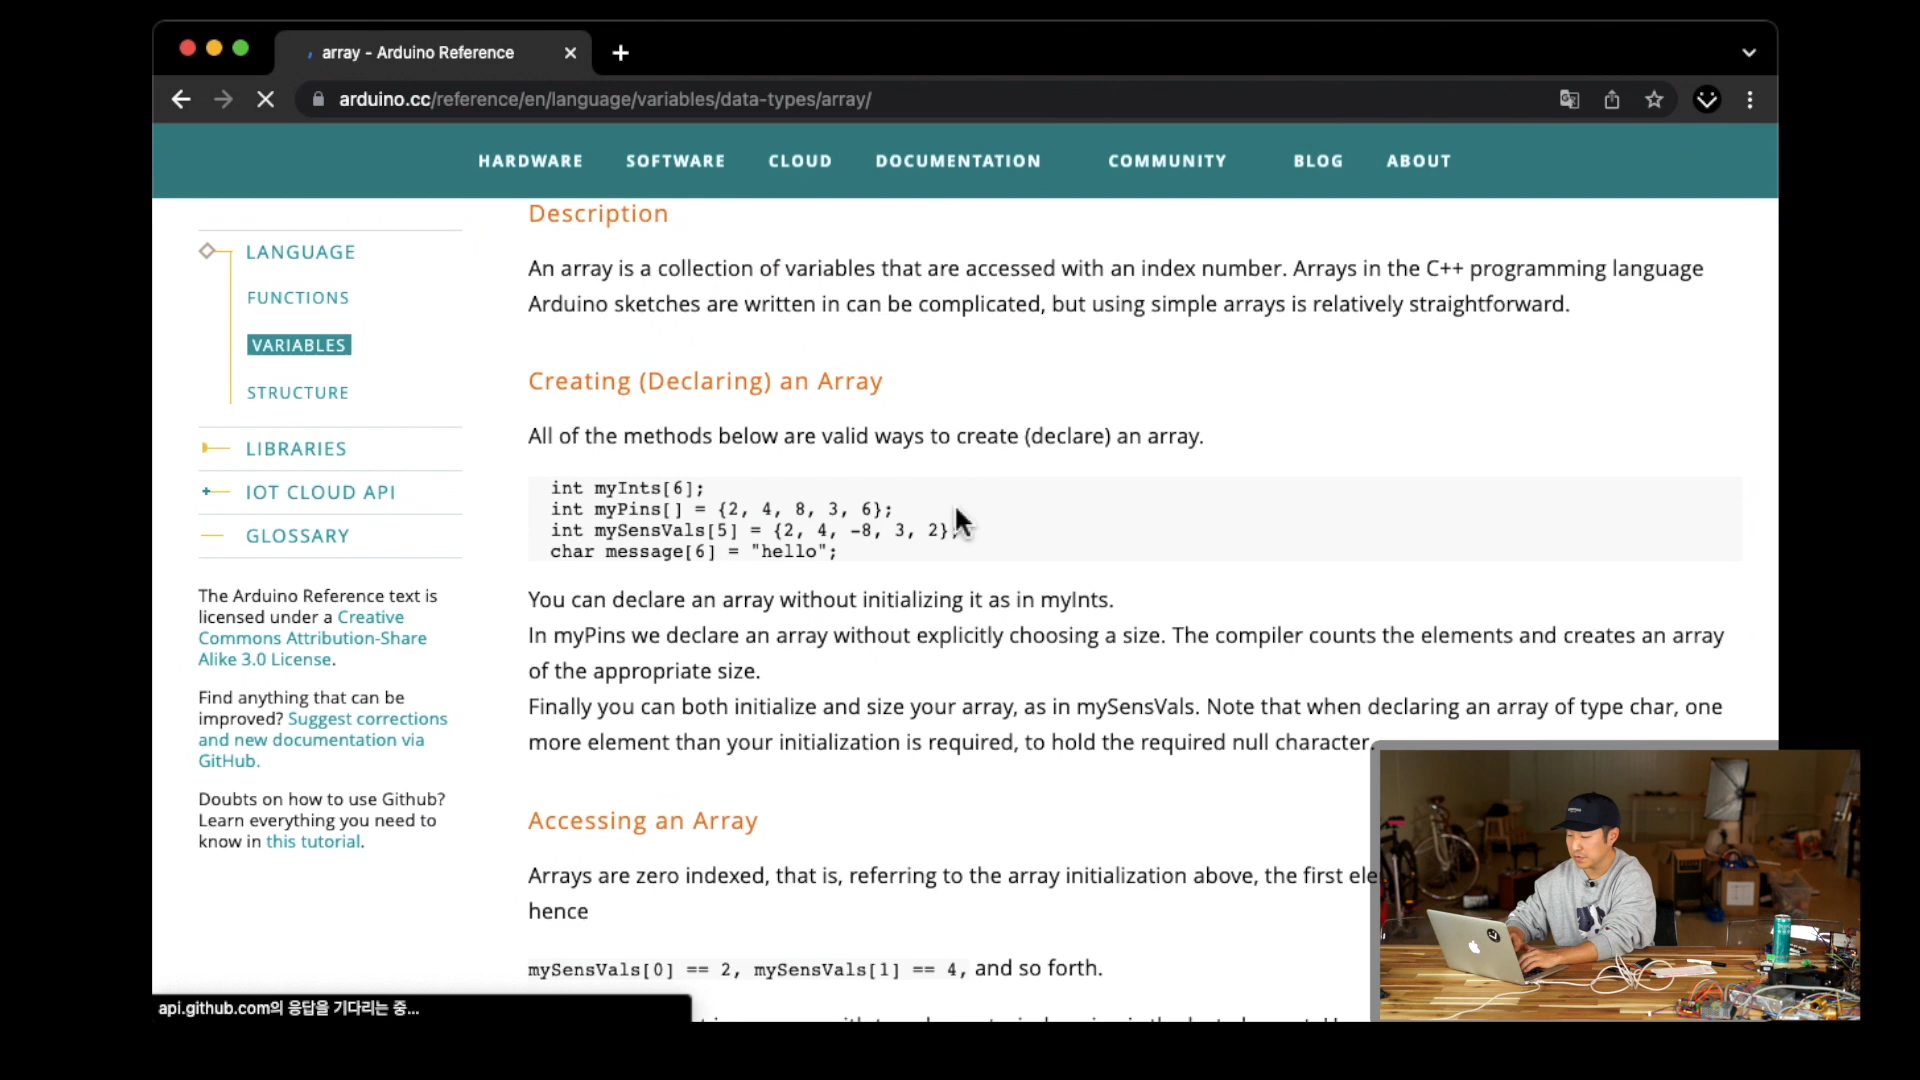 array - Arduino Reference
arduino.cc/reference/en/language/variables/data-types/array/
HARDWARE SOFTWARE CLOUD DOCUMENTATION COMMUNITY BLOG ABOUT
LANGUAGE
FUNCTIONS
VARIABLES
STRUCTURE
LIBRARIES
IOT CLOUD API
GLOSSARY
The Arduino Reference text is
licensed under a Creative
Commons Attribution-Share
Alike 3.0 License.
Find anything that can be
improved? Suggest corrections
and new documentation via
GitHub.
Doubts on how to use Github?
Learn everything you need to
know in this tutorial.
Description
An array is a collection of variables that are accessed with an index number. Arrays in the C++ programming language
Arduino sketches are written in can be complicated, but using simple arrays is relatively straightforward.
Creating (Declaring) an Array
All of the methods below are valid ways to create (declare) an array.
int myInts[6];
int myPins[] = {2, 4, 8, 3, 6};
int mySensVals[5] = {2, 4, -8, 3, 2};
char message[6] = "hello";
You can declare an array without initializing it as in myInts.
In myPins we declare an array without explicitly choosing a size. The compiler counts the elements and creates an array
of the appropriate size.
Finally you can both initialize and size your array, as in mySensVals. Note that when declaring an array of type char, one
more element than your initialization is required, to hold the required null character.
Accessing an Array
Arrays are zero indexed, that is, referring to the array initialization above, the first ele
hence
mySensVals[0] == 2, mySensVals[1] == 4, and so forth.
api.github.com의 응답을 기다리는 중...